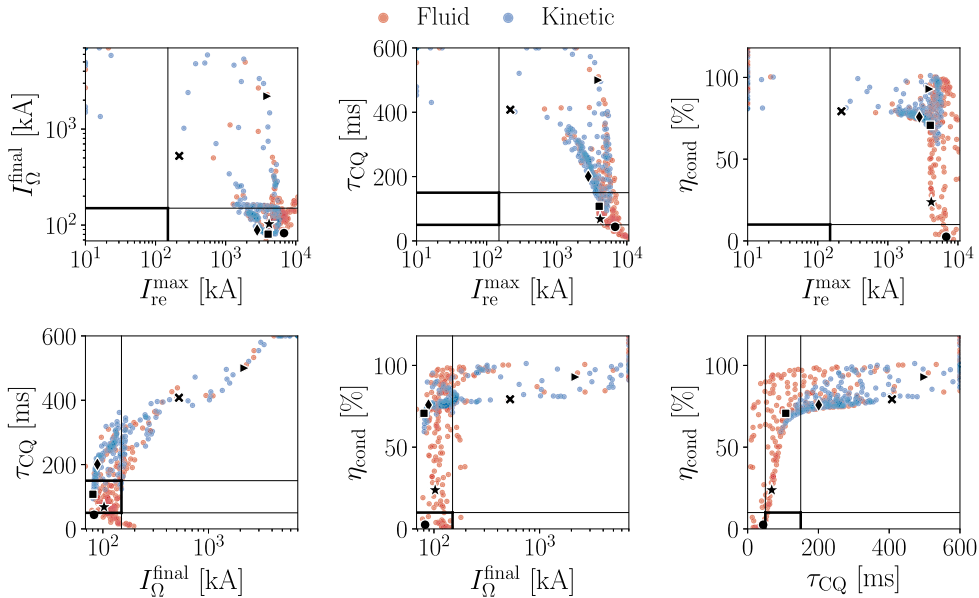 Fluid Kinetic
I_Ω^final [kA]
10^3
10^2
10^1 10^2 10^3 10^4
I_re^max [kA]
τ_CQ [ms]
600
400
200
0
10^1 10^2 10^3 10^4
I_re^max [kA]
η_cond [%]
100
50
0
10^1 10^2 10^3 10^4
I_re^max [kA]
τ_CQ [ms]
600
400
200
0
10^2 10^3
I_Ω^final [kA]
η_cond [%]
100
50
0
10^2 10^3
I_Ω^final [kA]
η_cond [%]
100
50
0
0 200 400 600
τ_CQ [ms]